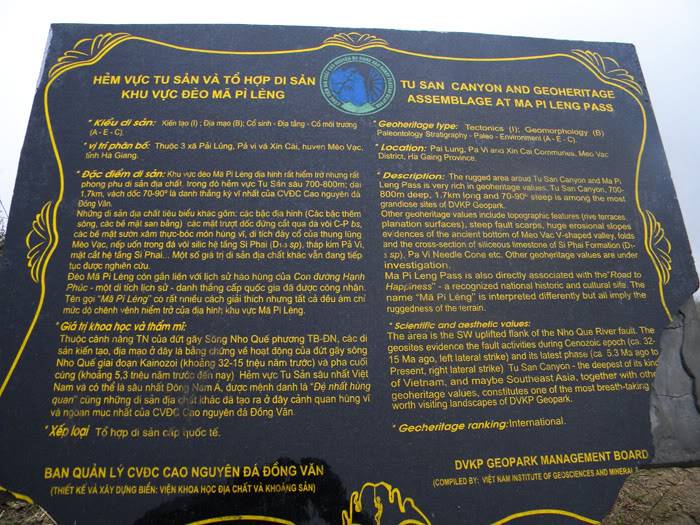 HẺM VỰC TU SẢN VÀ TỔ HỢP DI SẢN
KHU VỰC ĐÈO MÃ PÌ LÈNG
* Kiểu di sản: Kiến tạo (I) ; Địa mạo (B); Cổ sinh - Địa tầng - Cổ môi trường
(A - E - C).
* vị trí phân bố: Thuộc 3 xã Pải Lủng, Pả vi và Xín Cái, huyện Mèo Vạc,
tỉnh Hà Giang.
* Đặc điểm di sản: Khu vực đèo Mã Pì Lèng địa hình rất hiểm trở nhưng rất
phong phú di sản địa chất, trong đó hẻm vực Tu Sản sâu 700-800m; dài
1.7km, vách dốc 70-90° là danh thắng kỳ vĩ nhất của CVĐC Cao nguyên đá
Đồng Văn.
Những di sản địa chất tiêu biểu khác gồm: các bậc địa hình (Các bậc thềm
sông, các bề mặt san bằng) các mặt trượt dốc đứng cắt qua đá vôi C-P bs,
các bề mặt sườn xâm thực-bóc mòn hùng vĩ, di tích đáy cổ của thung lũng
Mèo Vạc, nếp uốn trong đá vôi silic hệ tầng Si Phai (D1-3 sp), tháp kim Pả Vi,
mặt cắt hệ tầng Si Phai... Một số giá trị di sản địa chất khác vẫn đang tiếp
tục được nghiên cứu.
Đèo Mã Pì Lèng còn gắn liền với lịch sử hào hùng của Con đường Hạnh
Phúc - một di tích lịch sử - danh thắng cấp quốc gia đã được công nhận.
Tên gọi "Mã Pì Lèng" có rất nhiều cách giải thích nhưng tất cả đều ám chỉ
mức độ chênh vênh hiểm trở của địa hình khu vực Mã Pì Lèng.
* Giá trị khoa học và thẩm mĩ:
Thuộc cánh nâng TN của đứt gãy Sông Nho Quế phương TB-ĐN, các di
sản kiến tạo, địa mạo ở đây là bằng chứng về hoạt động của đứt gãy sông
Nho Quế giai đoạn Kainozoi (khoảng 32-15 triệu năm trước) và pha cuối
cùng (khoảng 5,3 triệu năm trước đến nay) Hẻm vực Tu Sản sâu nhất Việt
Nam và có thể là sâu nhất Đông Nam Á, được mệnh danh là "Đệ nhất hùng
quan" cùng những di sản địa chất khác đã tạo ra ở đây cảnh quan hùng vĩ
và ngoạn mục nhất của CVĐC Cao nguyên đá Đồng Văn
* Xếp loại Tổ hợp di sản cấp quốc tế.
BAN QUẢN LÝ CVĐC CAO NGUYÊN ĐÁ ĐỒNG VĂN
(THIẾT KẾ VÀ XÂY DỰNG BIỂN: VIỆN KHOA HỌC ĐỊA CHẤT VÀ KHOÁNG SẢN)
TU SAN CANYON AND GEOHERITAGE
ASSEMBLAGE AT MA PI LENG PASS
* Geoheritage type: Tectonics (I); Geomorphology (B)
Paleontology Stratigraphy - Paleo - Environment (A - E - C).
* Location: Pai Lung, Pa Vi and Xin Cai Communes, Meo Vac
District, Ha Gaing Province.
* Description: The rugged area aroud Tu San Canyon and Ma Pi
Leng Pass is very rich in geoheritage values. Tu San Canyon, 700-
800m deep, 1.7km long and 70-90° sleep is among the most
grandiose sites of DVKP Geopark.
Other geoheritage values include topographic features (rive terraces,
planation surfaces), steep fault scarps, huge erosional slopes,
evidences of the ancient bottom of Meo Vac V-shaped valley, folds
and the cross-section of siliceous limestone of Si Phai Formation (D1-
3 sp), Pa Vi Needle Cone etc. Other geoheritage values are under
investigation.
Ma Pi Leng Pass is also directly associated with the"Road to
Happiness" - a recognized national historic and cultural site. The
name "Mã Pì Lèng" is interpreted differently but all imply the
ruggedness of the terrain.
* Scientific and aesthetic values:
The area is the SW uplifted flank of the Nho Que River fault. The
geosites evidence the fault activities during Cenozoic epoch (ca. 32-
15 Ma ago, left lateral strike) and its latest phase (ca. 5.3 Ma ago to
Present, right lateral strike) Tu San Canyon - the deepest of its kind
of Vietnam, and maybe Southeast Asia, together with other
geoheritage values, constitutes one of the most breath-taking
worth visiting landscapes of DVKP Geopark.
* Geoheritage ranking:International.
DVKP GEOPARK MANAGEMENT BOARD
(COMPILED BY: VIỆT NAM INSTITUTE OF GEOSCIENCES AND MINERALS